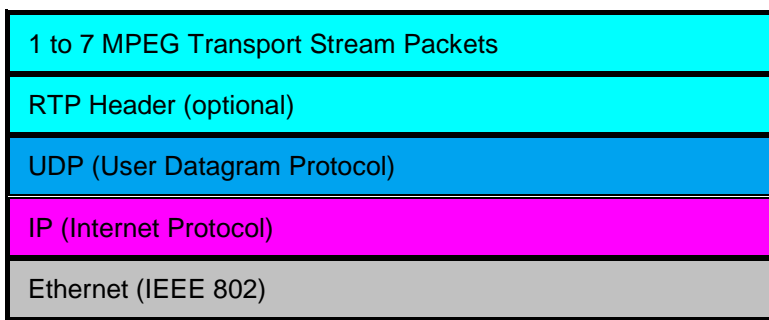 1 to 7 MPEG Transport Stream Packets
RTP Header (optional)
UDP (User Datagram Protocol)
IP (Internet Protocol)
Ethernet (IEEE 802)